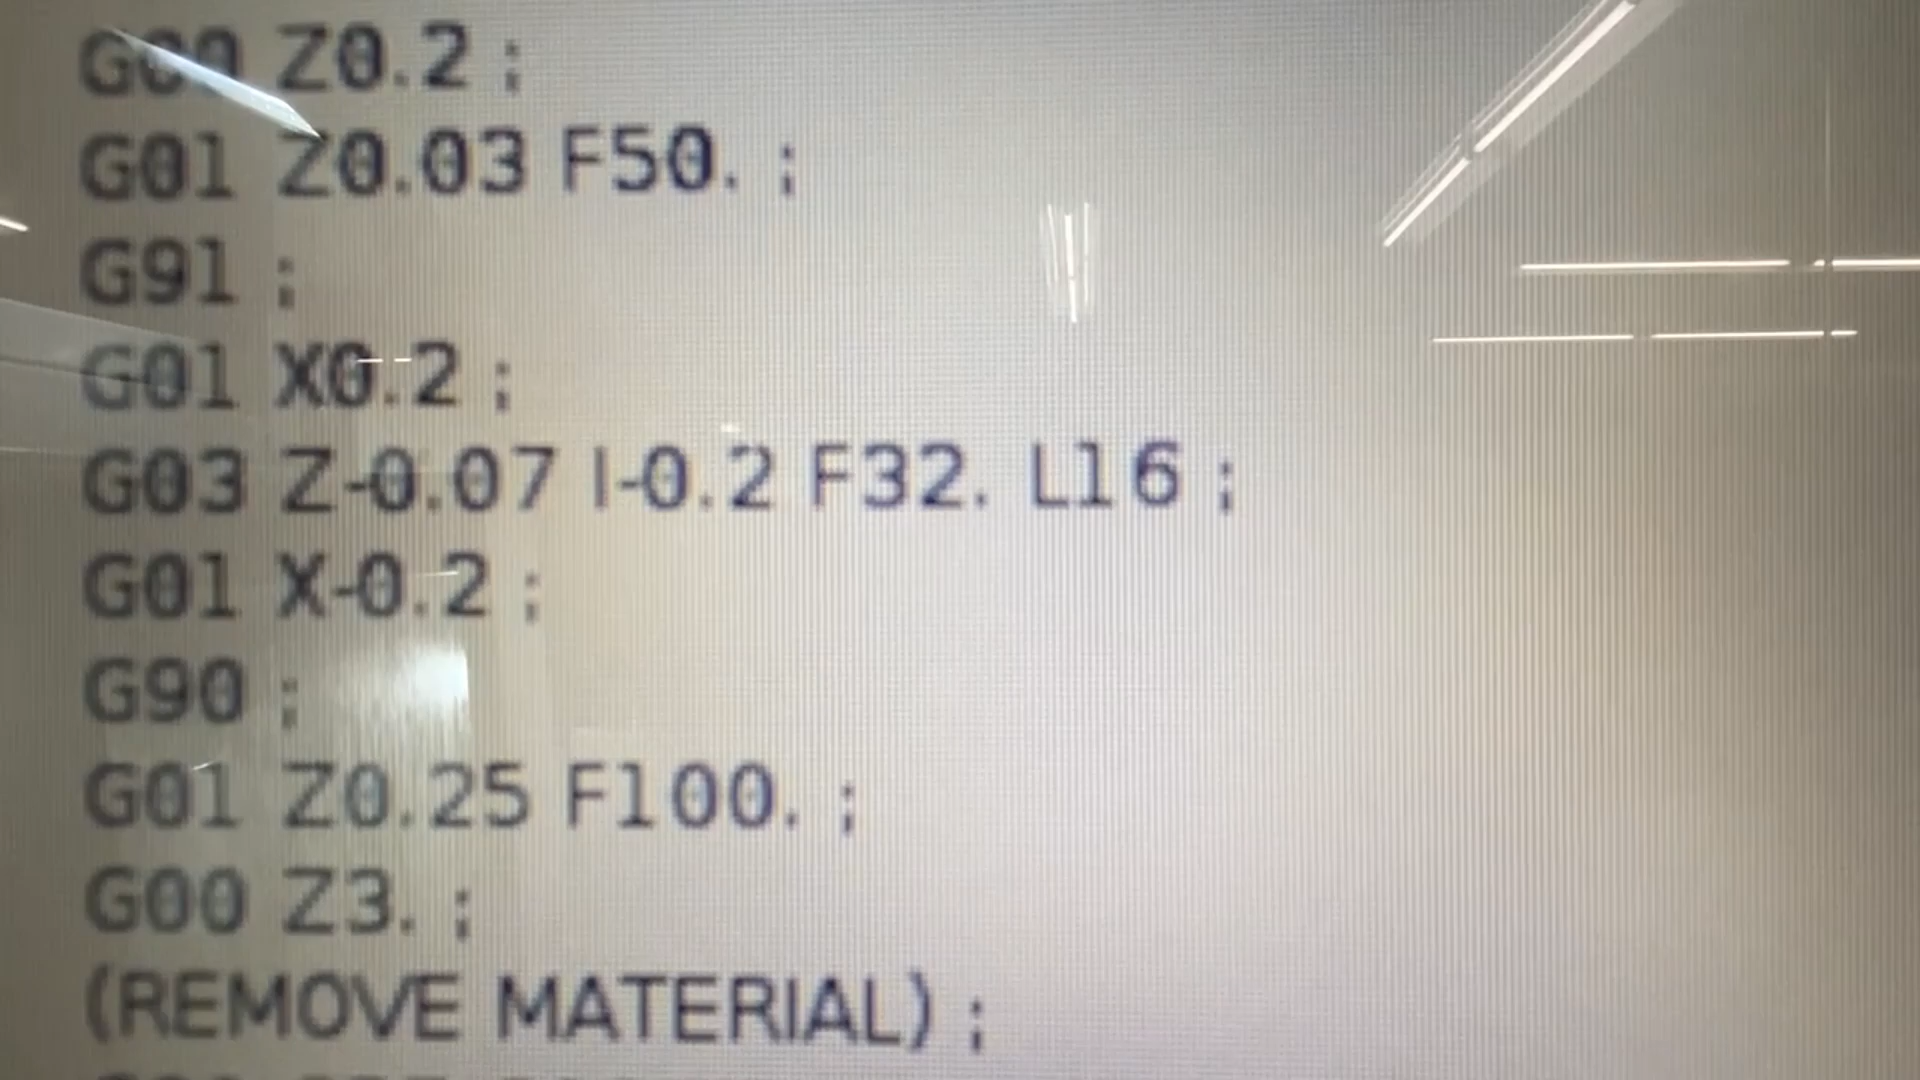 G00 Z0.2 ;
G01 Z0.03 F50. ;
G91 ;
G01 X0.2 ;
G03 Z-0.07 I-0.2 F32. L16 ;
G01 X-0.2 ;
G90 ;
G01 Z0.25 F100. ;
G00 Z3. ;
(REMOVE MATERIAL) ;